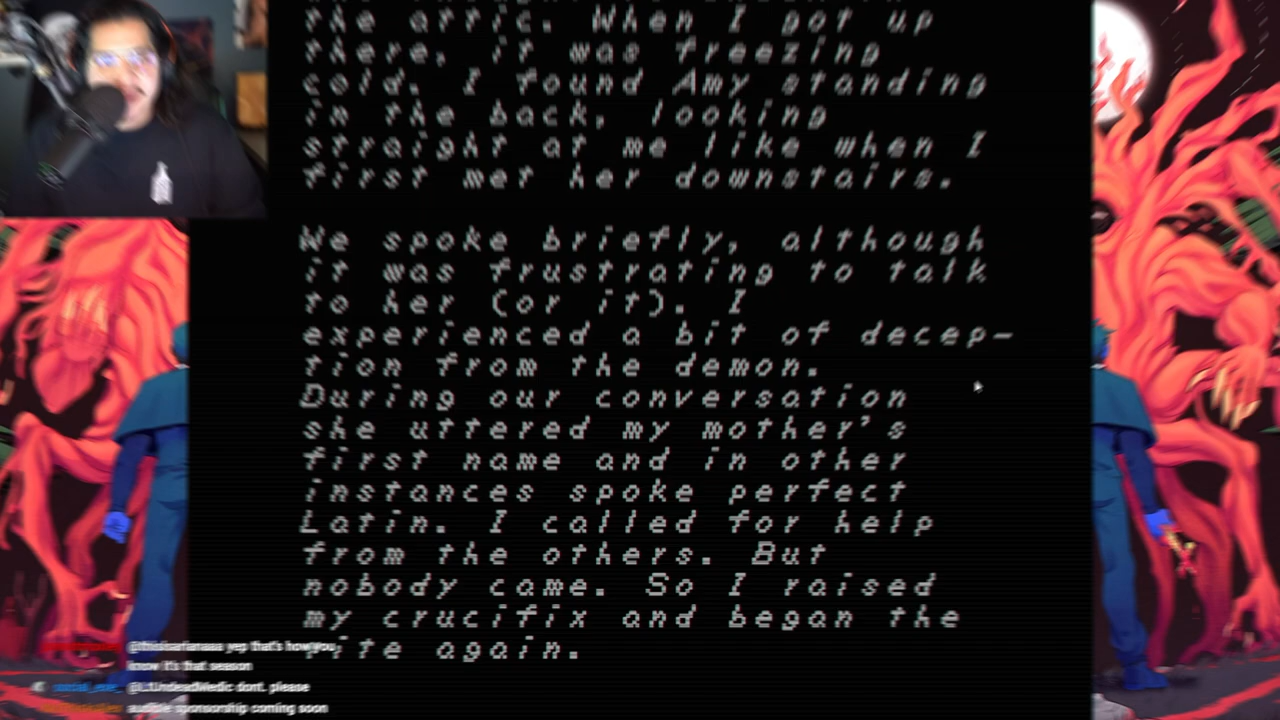 the attic. When I got up
there, it was freezing
cold. I found Amy standing
in the back, looking
straight at me like when I
first met her downstairs.
We spoke briefly, although
it was frustrating to talk
to her (or it). I
experienced a bit of decep-
tion from the demon.
During our conversation
she uttered my mother's
first name and in other
instances spoke perfect
Latin. I called for help
from the others. But
nobody came. So I raised
my crucifix and began the
rite again.
yep that's how you
know it's that season
@LtUndeadMedic dont. please
audible sponsorship coming soon